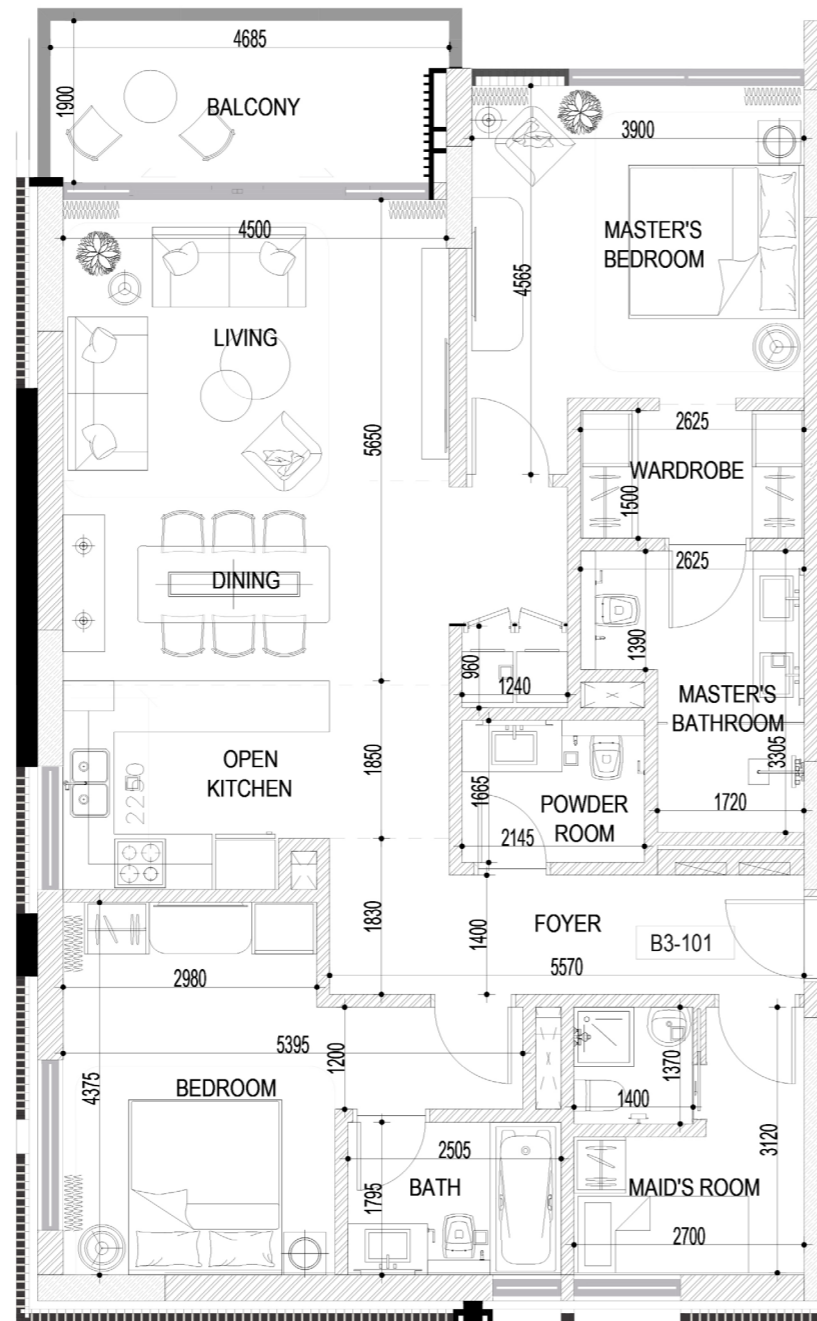 4685
1900
BALCONY
3900
4500
MASTER'S
BEDROOM
4565
LIVING
2625
WARDROBE
1500
5650
2625
DINING
1390
960
1240
MASTER'S
BATHROOM
3305
OPEN
KITCHEN
2250
1850
1665
POWDER
ROOM
1720
2145
1830
1400
FOYER
B3-101
5570
2980
5395
1200
1370
4375
BEDROOM
1400
3120
2505
1795
BATH
MAID'S ROOM
2700